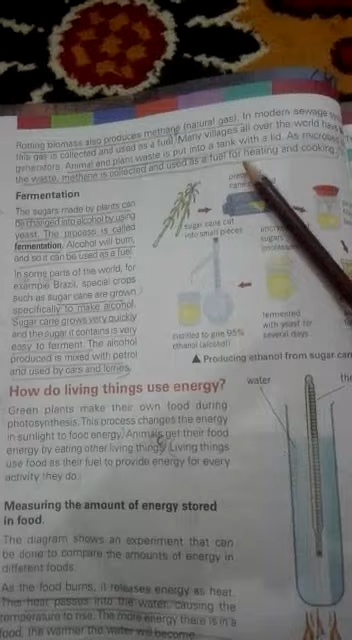 Rotting biomass also produces methane (natural gas). In modern sewage
this gas is collected and used as a fuel. Many villages all over the world have
generators. Animal and plant waste is put into a tank with a lid. As microbes
the waste, methane is collected and used as a fuel for heating and cooking
Fermentation
The sugars made by plants can
be changed into alcohol by using
yeast. The process is called
fermentation. Alcohol will burn,
and so it can be used as a fuel.
In some parts of the world, for
example Brazil, special crops
such as sugar cane are grown
specifically to make alcohol.
Sugar cane grows very quickly
and the sugar it contains is very
easy to ferment. The alcohol
produced is mixed with petrol
and used by cars and lorries.
sugar cane cut
into small pieces
sugars
distilled to give 95%
ethanol (alcohol)
fermented
with yeast for
several days
▲ Producing ethanol from sugar can
How do living things use energy?
Green plants make their own food during
photosynthesis. This process changes the energy
in sunlight to food energy. Animals get their food
energy by eating other living things. Living things
use food as their fuel to provide energy for every
activity they do.
water
the
Measuring the amount of energy stored
in food.
The diagram shows an experiment that can
be done to compare the amounts of energy in
different foods.
As the food burns, it releases energy as heat.
This heat passes into the water, causing the
temperature to rise. The more energy there is in a
food, the warmer the water will become.